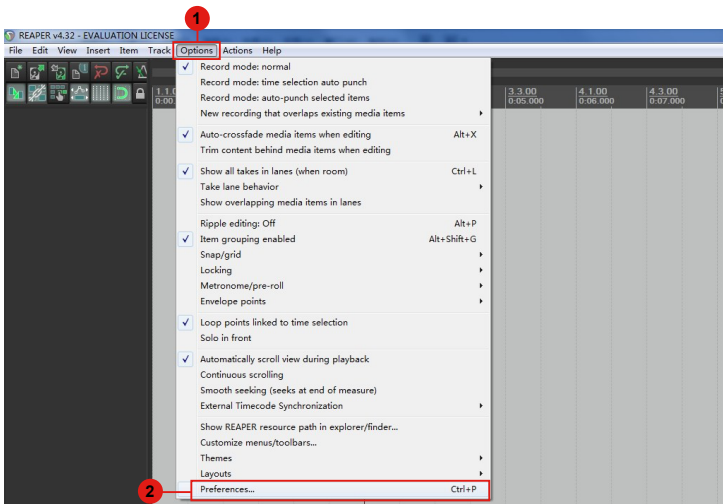 1
REAPER v4.32 - EVALUATION LICENSE
File Edit View Insert Item Track Options Actions Help
Record mode: normal
Record mode: time selection auto punch
Record mode: auto-punch selected items
New recording that overlaps existing media items
1.1.0 3.3.00 4.1.00 4.3.00
0:00. 0:05.000 0:06.000 0:07.000
Auto-crossfade media items when editing Alt+X
Trim content behind media items when editing
Show all takes in lanes (when room) Ctrl+L
Take lane behavior
Show overlapping media items in lanes
Ripple editing: Off Alt+P
Item grouping enabled Alt+Shift+G
Snap/grid
Locking
Metronome/pre-roll
Envelope points
Loop points linked to time selection
Solo in front
Automatically scroll view during playback
Continuous scrolling
Smooth seeking (seeks at end of measure)
External Timecode Synchronization
Show REAPER resource path in explorer/finder...
Customize menus/toolbars...
Themes
Layouts
2 Preferences... Ctrl+P